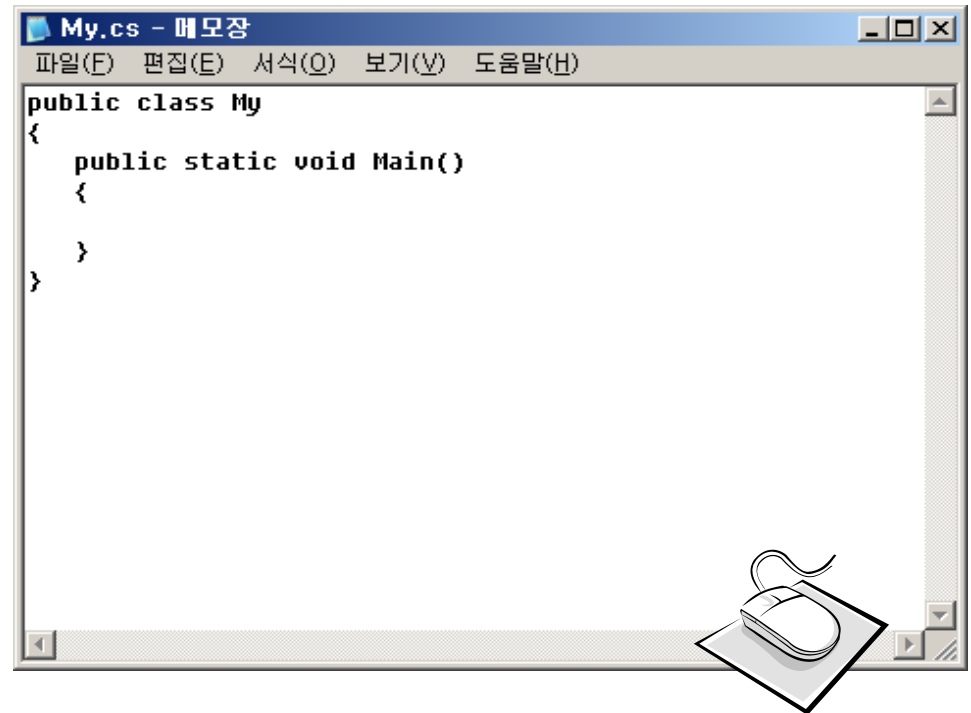 My.cs - 메모장
파일(F) 편집(E) 서식(O) 보기(V) 도움말(H)
public class My
{
   public static void Main()
   {
   }
}